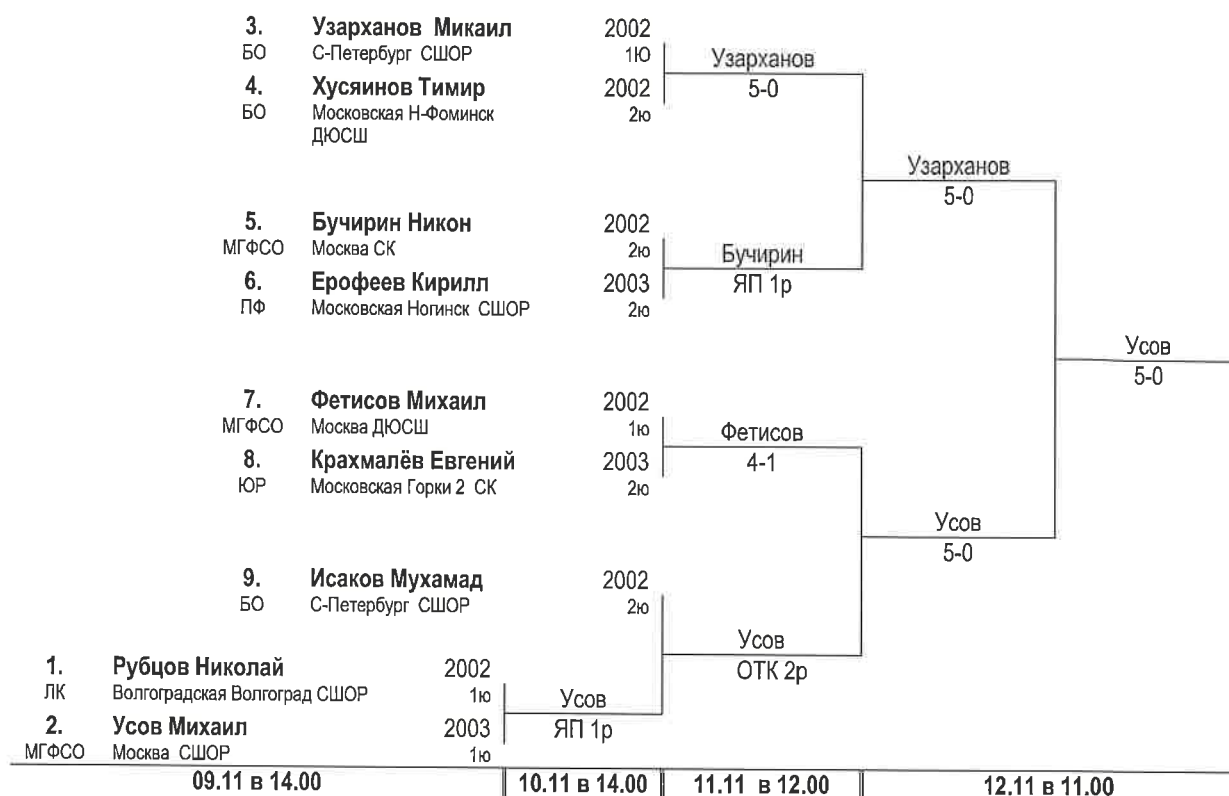 3. Узарханов Микаил 2002
БО С-Петербург СШОР 1Ю
Узарханов
5-0
4. Хусяинов Тимир 2002
БО Московская Н-Фоминск 2ю
ДЮСШ
Узарханов
5-0
5. Бучирин Никон 2002
МГФСО Москва СК 2ю
Бучирин
ЯП 1р
6. Ерофеев Кирилл 2003
ПФ Московская Ногинск СШОР 2ю
Усов
5-0
7. Фетисов Михаил 2002
МГФСО Москва ДЮСШ 1ю
Фетисов
4-1
8. Крахмалёв Евгений 2003
ЮР Московская Горки 2 СК 2ю
Усов
5-0
9. Исаков Мухамад 2002
БО С-Петербург СШОР 2ю
Усов
ОТК 2р
1. Рубцов Николай 2002
ЛК Волгоградская Волгоград СШОР 1ю
Усов
ЯП 1р
2. Усов Михаил 2003
МГФСО Москва СШОР 1ю
09.11 в 14.00 10.11 в 14.00 11.11 в 12.00 12.11 в 11.00